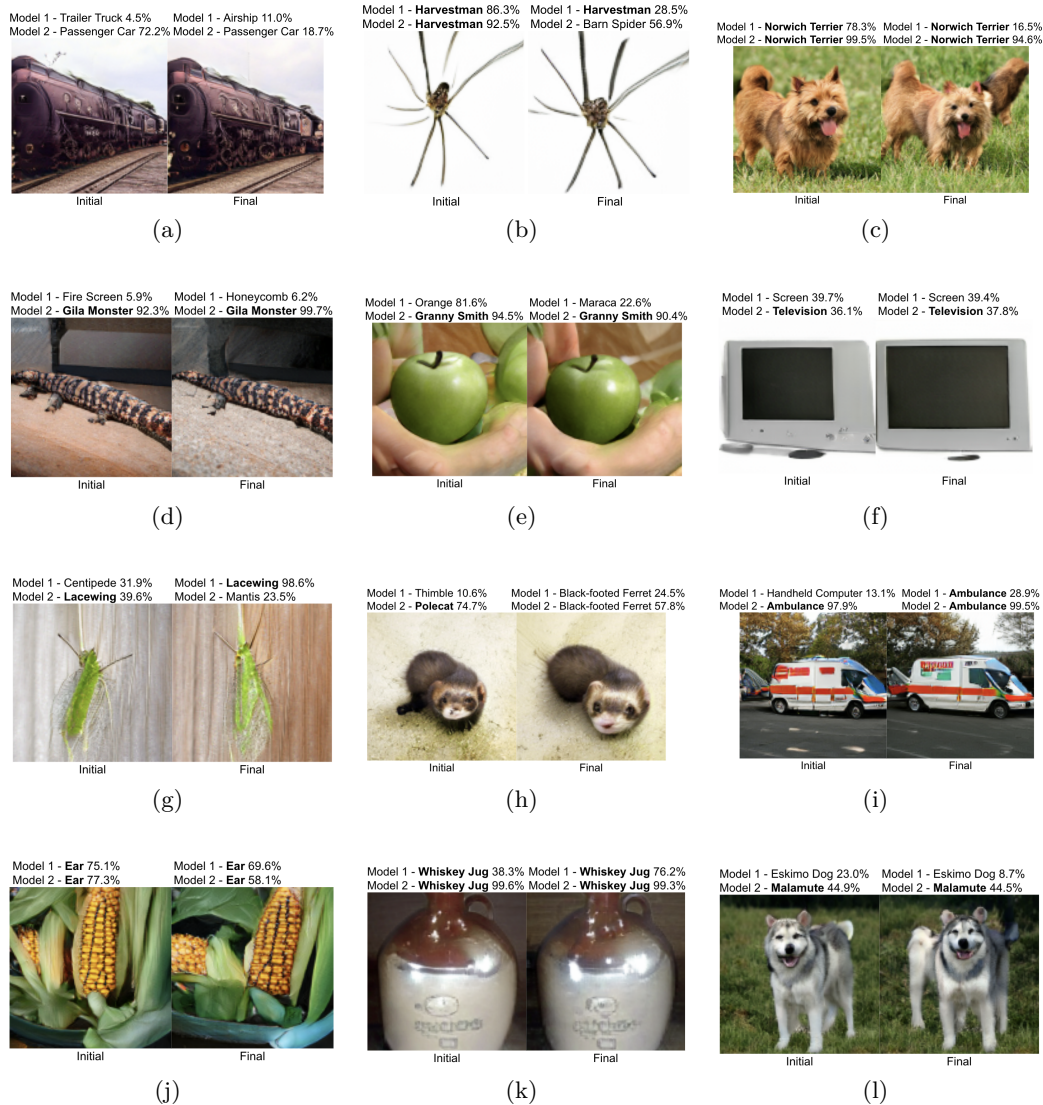 Model 1 - Trailer Truck 4.5% Model 1 - Airship 11.0%
Model 2 - Passenger Car 72.2% Model 2 - Passenger Car 18.7%
Initial Final
(a)
Model 1 - Harvestman 86.3% Model 1 - Harvestman 28.5%
Model 2 - Harvestman 92.5% Model 2 - Barn Spider 56.9%
Initial Final
(b)
Model 1 - Norwich Terrier 78.3% Model 1 - Norwich Terrier 16.5%
Model 2 - Norwich Terrier 99.5% Model 2 - Norwich Terrier 94.6%
Initial Final
(c)
Model 1 - Fire Screen 5.9% Model 1 - Honeycomb 6.2%
Model 2 - Gila Monster 92.3% Model 2 - Gila Monster 99.7%
Initial Final
(d)
Model 1 - Orange 81.6% Model 1 - Maraca 22.6%
Model 2 - Granny Smith 94.5% Model 2 - Granny Smith 90.4%
Initial Final
(e)
Model 1 - Screen 39.7% Model 1 - Screen 39.4%
Model 2 - Television 36.1% Model 2 - Television 37.8%
Initial Final
(f)
Model 1 - Centipede 31.9% Model 1 - Lacewing 98.6%
Model 2 - Lacewing 39.6% Model 2 - Mantis 23.5%
Initial Final
(g)
Model 1 - Thimble 10.6% Model 1 - Black-footed Ferret 24.5%
Model 2 - Polecat 74.7% Model 2 - Black-footed Ferret 57.8%
Initial Final
(h)
Model 1 - Handheld Computer 13.1% Model 1 - Ambulance 28.9%
Model 2 - Ambulance 97.9% Model 2 - Ambulance 99.5%
Initial Final
(i)
Model 1 - Ear 75.1% Model 1 - Ear 69.6%
Model 2 - Ear 77.3% Model 2 - Ear 58.1%
Initial Final
(j)
Model 1 - Whiskey Jug 38.3% Model 1 - Whiskey Jug 76.2%
Model 2 - Whiskey Jug 99.6% Model 2 - Whiskey Jug 99.3%
Initial Final
(k)
Model 1 - Eskimo Dog 23.0% Model 1 - Eskimo Dog 8.7%
Model 2 - Malamute 44.9% Model 2 - Malamute 44.5%
Initial Final
(l)